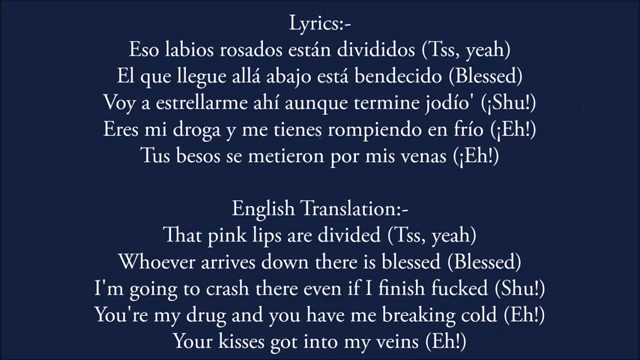 Lyrics:-
Eso labios rosados están divididos (Tss, yeah)
El que llegue allá abajo está bendecido (Blessed)
Voy a estrellarme ahí aunque termine jodío' (¡Shu!)
Eres mi droga y me tienes rompiendo en frío (¡Eh!)
Tus besos se metieron por mis venas (¡Eh!)
English Translation:-
That pink lips are divided (Tss, yeah)
Whoever arrives down there is blessed (Blessed)
I'm going to crash there even if I finish fucked (Shu!)
You're my drug and you have me breaking cold (Eh!)
Your kisses got into my veins (Eh!)